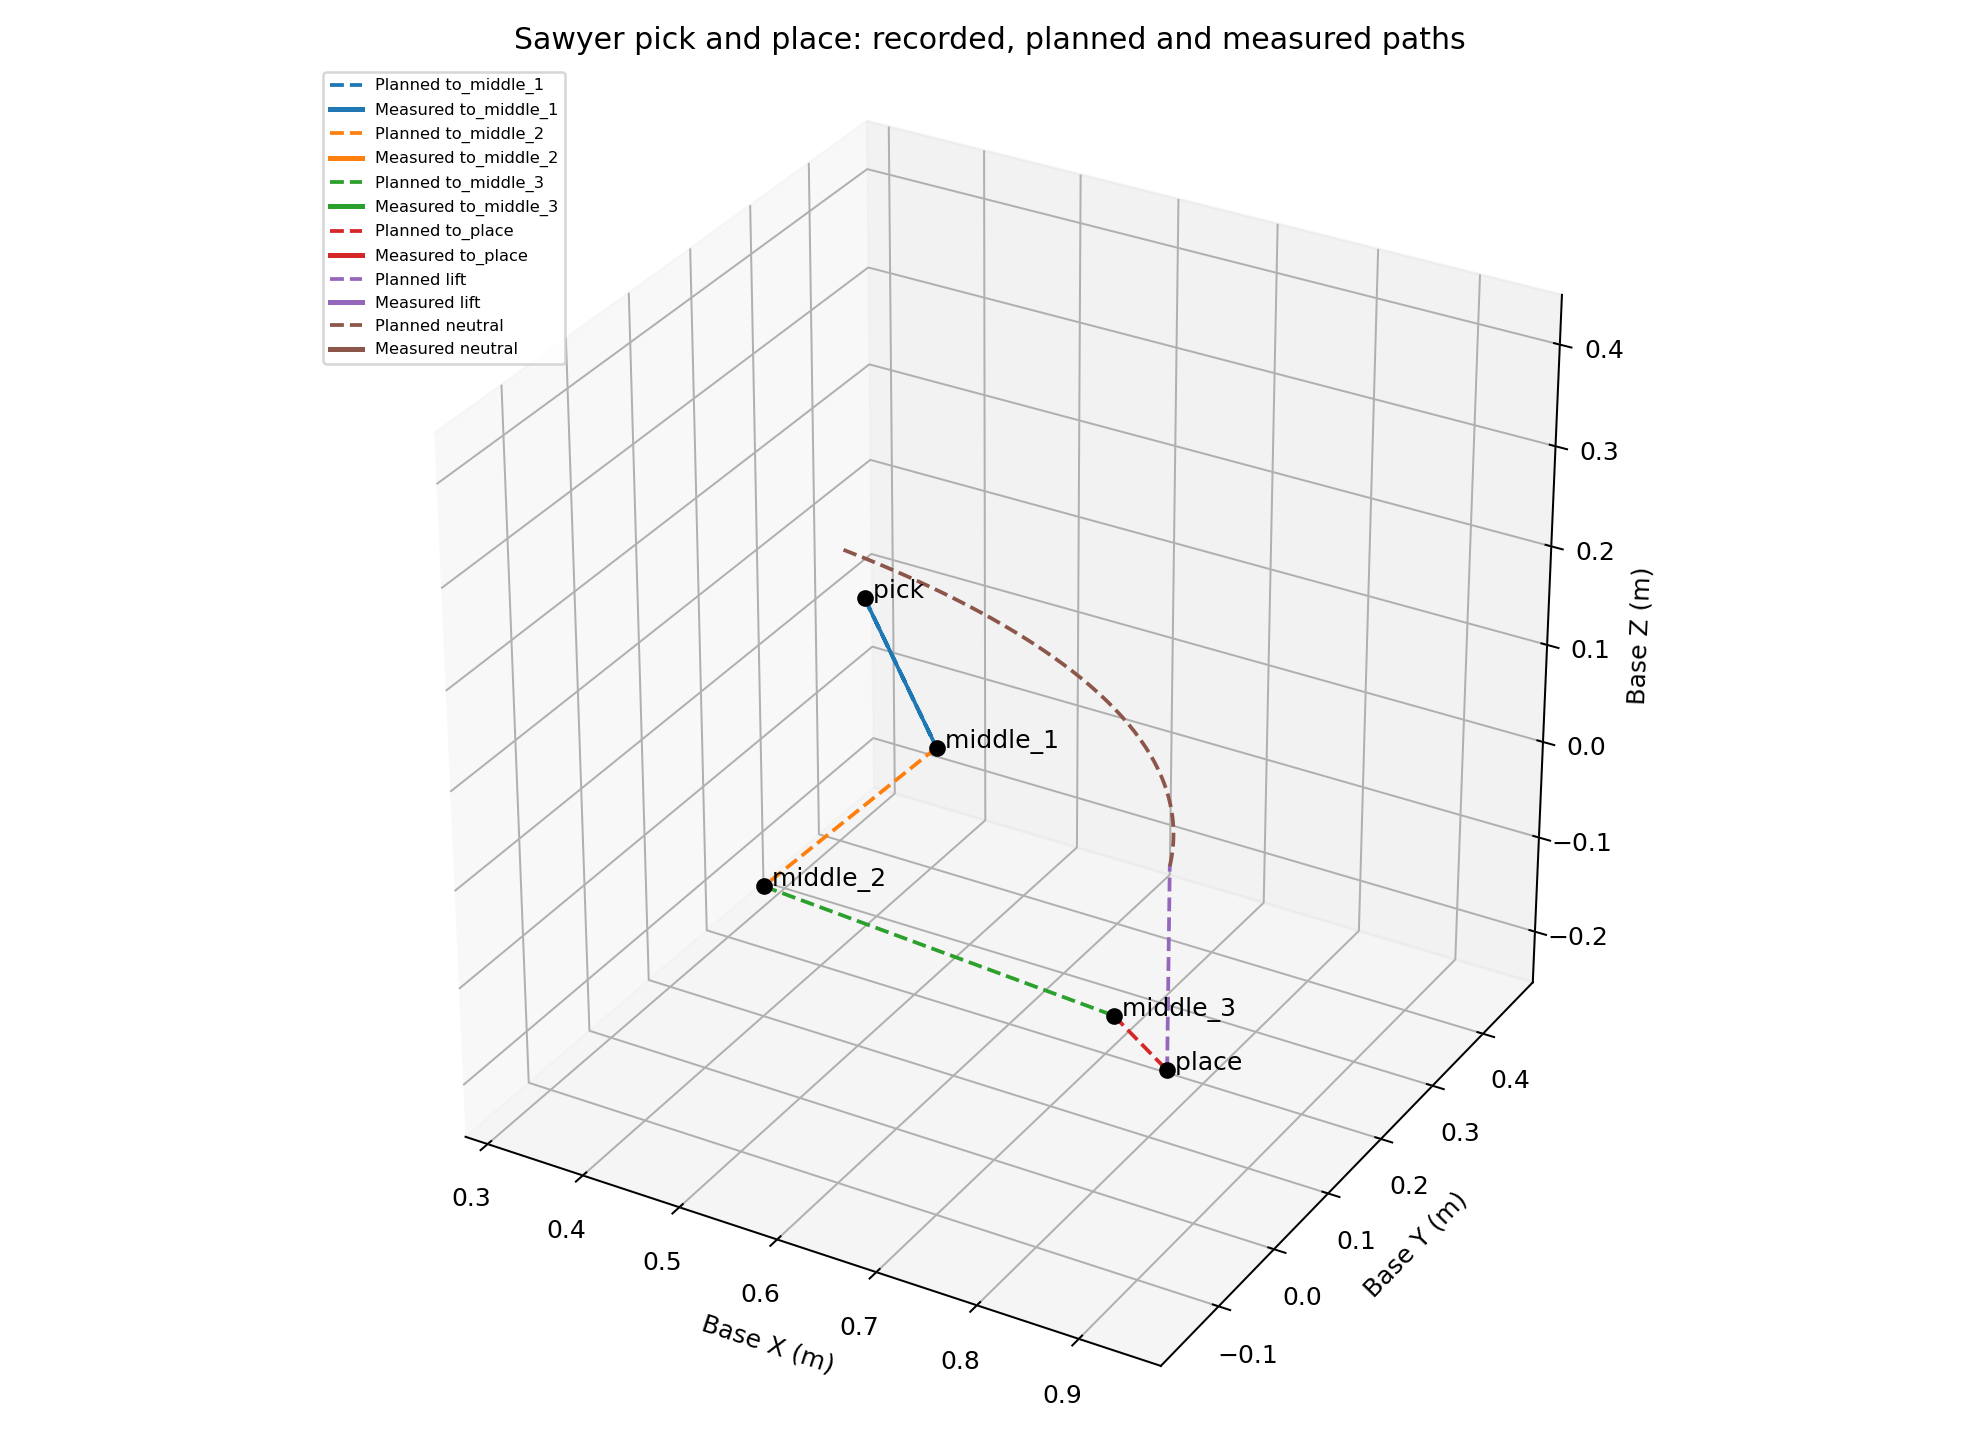 Sawyer pick and place: recorded, planned and measured paths
Planned to_middle_1
Measured to_middle_1
Planned to_middle_2
Measured to_middle_2
Planned to_middle_3
Measured to_middle_3
Planned to_place
Measured to_place
Planned lift
Measured lift
Planned neutral
Measured neutral
pick
middle_1
middle_2
middle_3
place
0.4
0.3
0.2
0.1
0.0
−0.1
−0.2
Base Z (m)
0.3
0.4
0.5
0.6
0.7
0.8
0.9
Base X (m)
0.4
0.3
0.2
0.1
0.0
−0.1
Base Y (m)